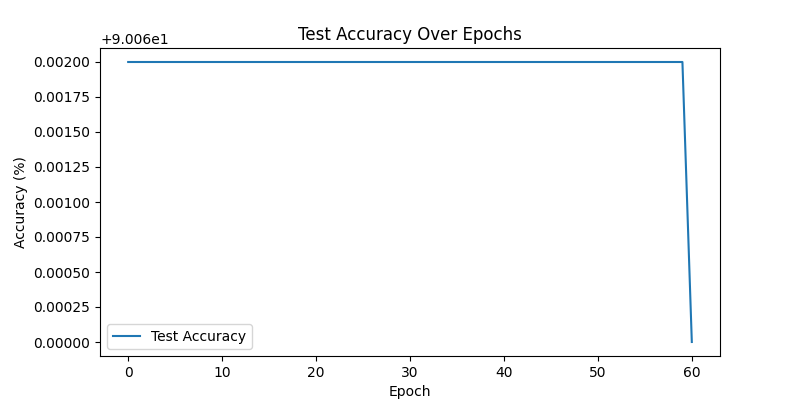 Test Accuracy Over Epochs
+9.006e1
0.00200
0.00175
0.00150
0.00125
0.00100
0.00075
0.00050
0.00025
0.00000
Accuracy (%)
Test Accuracy
0 10 20 30 40 50 60
Epoch